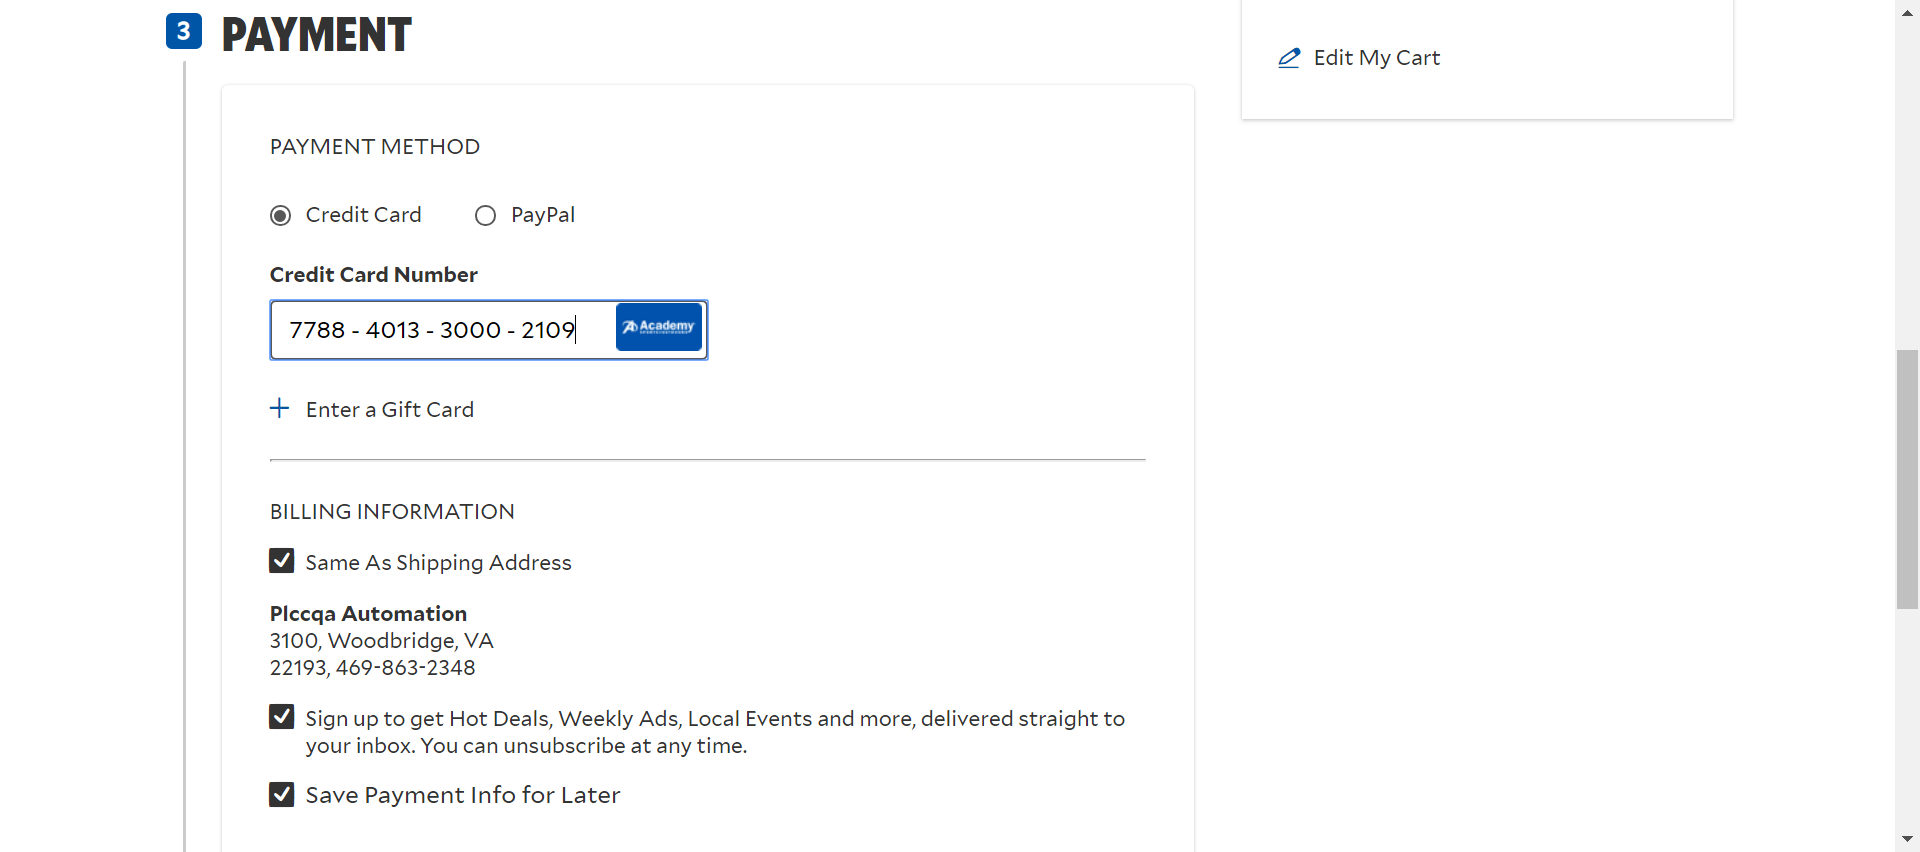 3 PAYMENT
Edit My Cart
PAYMENT METHOD
Credit Card PayPal
Credit Card Number
7788 - 4013 - 3000 - 2109 Academy
Enter a Gift Card
BILLING INFORMATION
Same As Shipping Address
Plccqa Automation
3100, Woodbridge, VA
22193, 469-863-2348
Sign up to get Hot Deals, Weekly Ads, Local Events and more, delivered straight to
your inbox. You can unsubscribe at any time.
Save Payment Info for Later